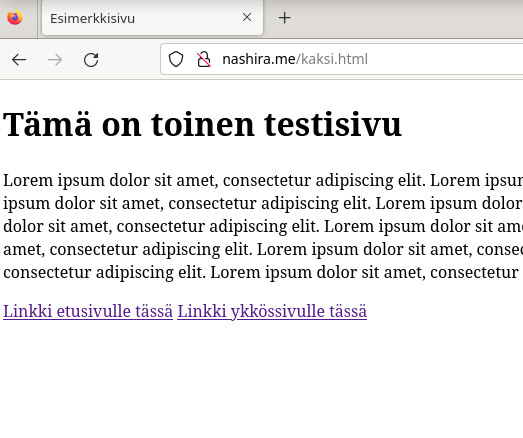 Esimerkkisivu
nashira.me/kaksi.html
Tämä on toinen testisivu
Lorem ipsum dolor sit amet, consectetur adipiscing elit. Lorem ipsum
ipsum dolor sit amet, consectetur adipiscing elit. Lorem ipsum dolor
dolor sit amet, consectetur adipiscing elit. Lorem ipsum dolor sit am
amet, consectetur adipiscing elit. Lorem ipsum dolor sit amet, consec
consectetur adipiscing elit. Lorem ipsum dolor sit amet, consectetur
Linkki etusivulle tässä Linkki ykkössivulle tässä